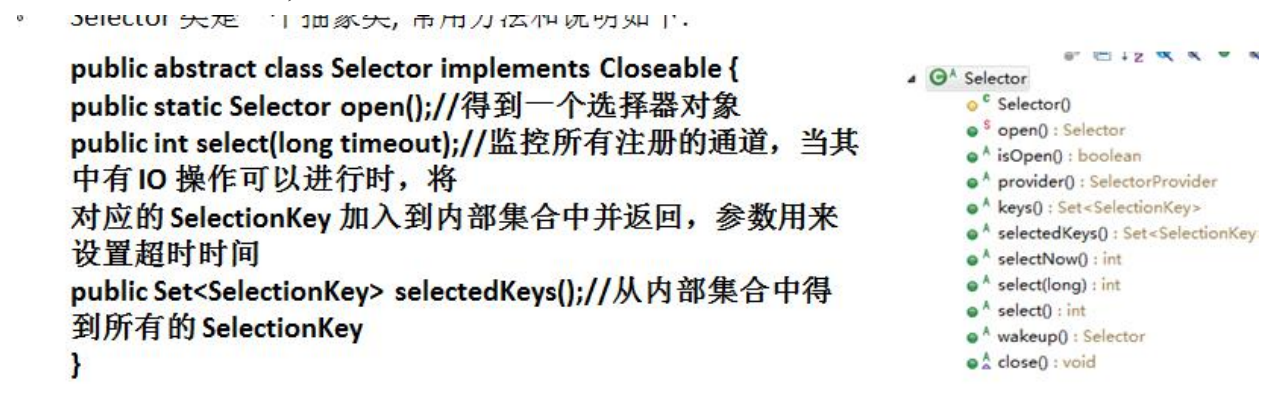 Selector 类是一个抽象类, 常用方法和说明如下:
public abstract class Selector implements Closeable {
public static Selector open();//得到一个选择器对象
public int select(long timeout);//监控所有注册的通道，当其
中有 IO 操作可以进行时，将
对应的 SelectionKey 加入到内部集合中并返回，参数用来
设置超时时间
public Set<SelectionKey> selectedKeys();//从内部集合中得
到所有的 SelectionKey
}
Selector
Selector()
open() : Selector
isOpen() : boolean
provider() : SelectorProvider
keys() : Set<SelectionKey>
selectedKeys() : Set<SelectionKey
selectNow() : int
select(long) : int
select() : int
wakeup() : Selector
close() : void